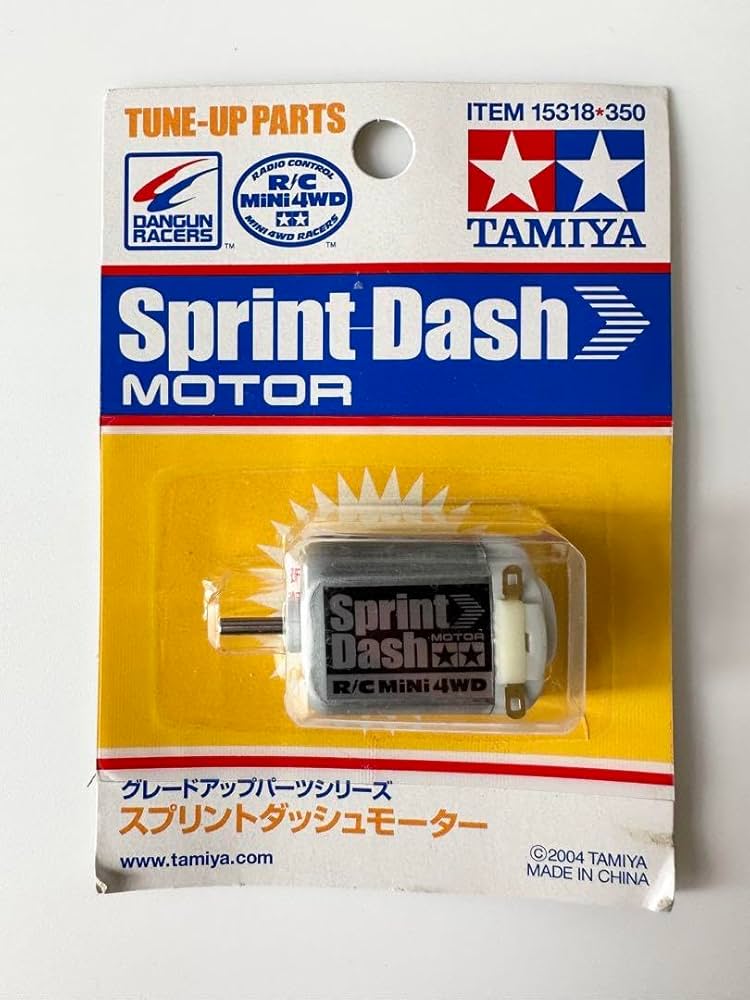 TUNE-UP PARTS
ITEM 15318*350
DANGUN
RACERS
TM
RADIO CONTROL
R/C
MiNi4WD
MINI 4WD RACERS
TM
TAMIYA
Sprint Dash
MOTOR
Sprint
Dash
MOTOR
R/C MiNi 4WD
グレードアップパーツシリーズ
スプリントダッシュモーター
www.tamiya.com
©2004 TAMIYA
MADE IN CHINA